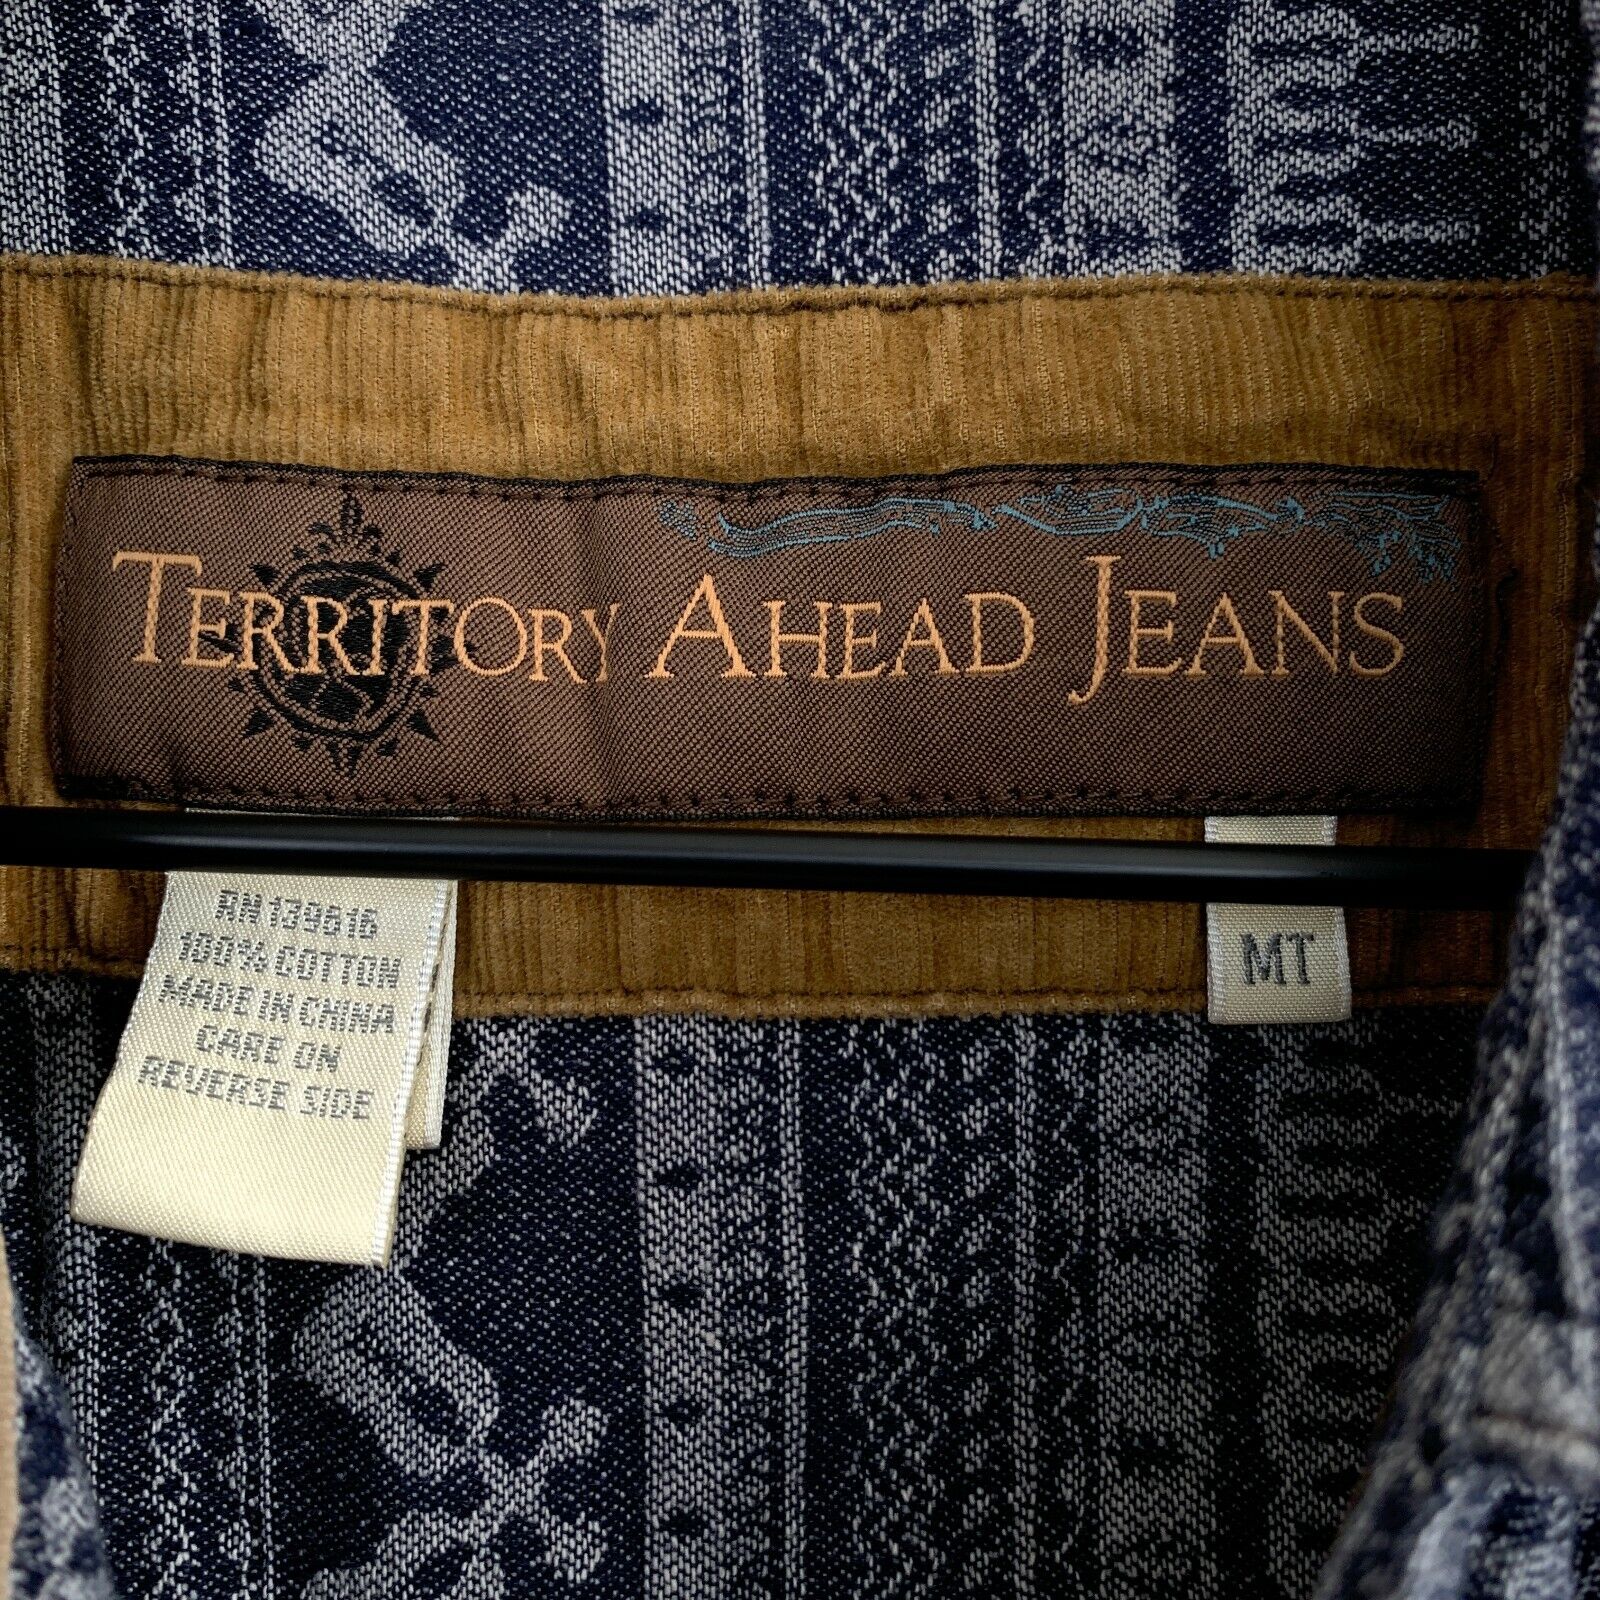 TERRITORY AHEAD JEANS
RN 139616
100% COTTON
MADE IN CHINA
CARE ON
REVERSE SIDE
MT